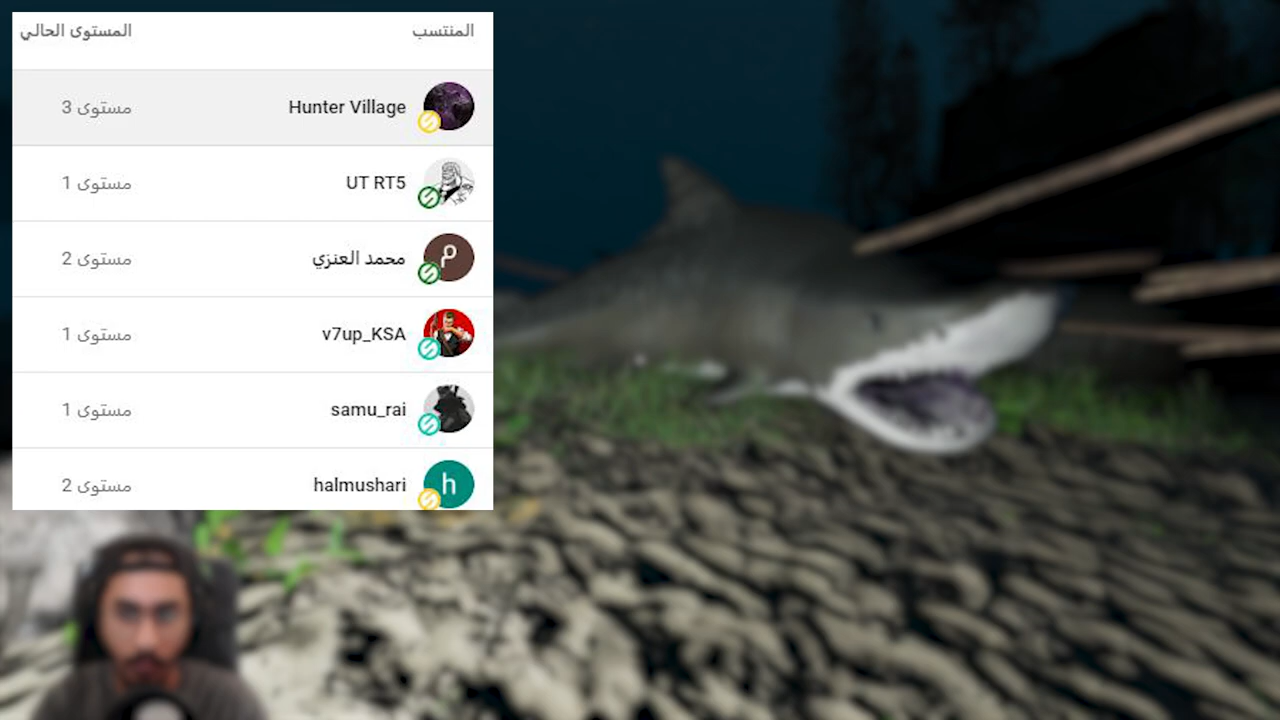 المنتسب المستوى الحالي
Hunter Village مستوى 3
UT RT5 مستوى 1
محمد العنزي مستوى 2
v7up_KSA مستوى 1
samu_rai مستوى 1
halmushari مستوى 2